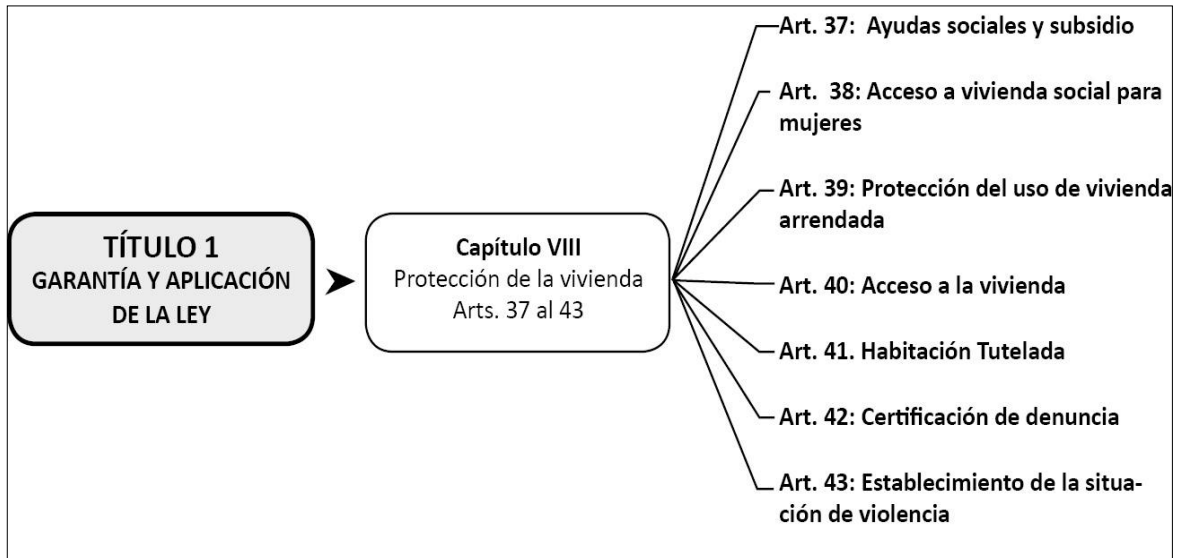 TÍTULO 1
GARANTÍA Y APLICACIÓN
DE LA LEY
Capítulo VIII
Protección de la vivienda
Arts. 37 al 43
Art. 37: Ayudas sociales y subsidio
Art. 38: Acceso a vivienda social para
mujeres
Art. 39: Protección del uso de vivienda
arrendada
Art. 40: Acceso a la vivienda
Art. 41. Habitación Tutelada
Art. 42: Certificación de denuncia
Art. 43: Establecimiento de la situa-
ción de violencia